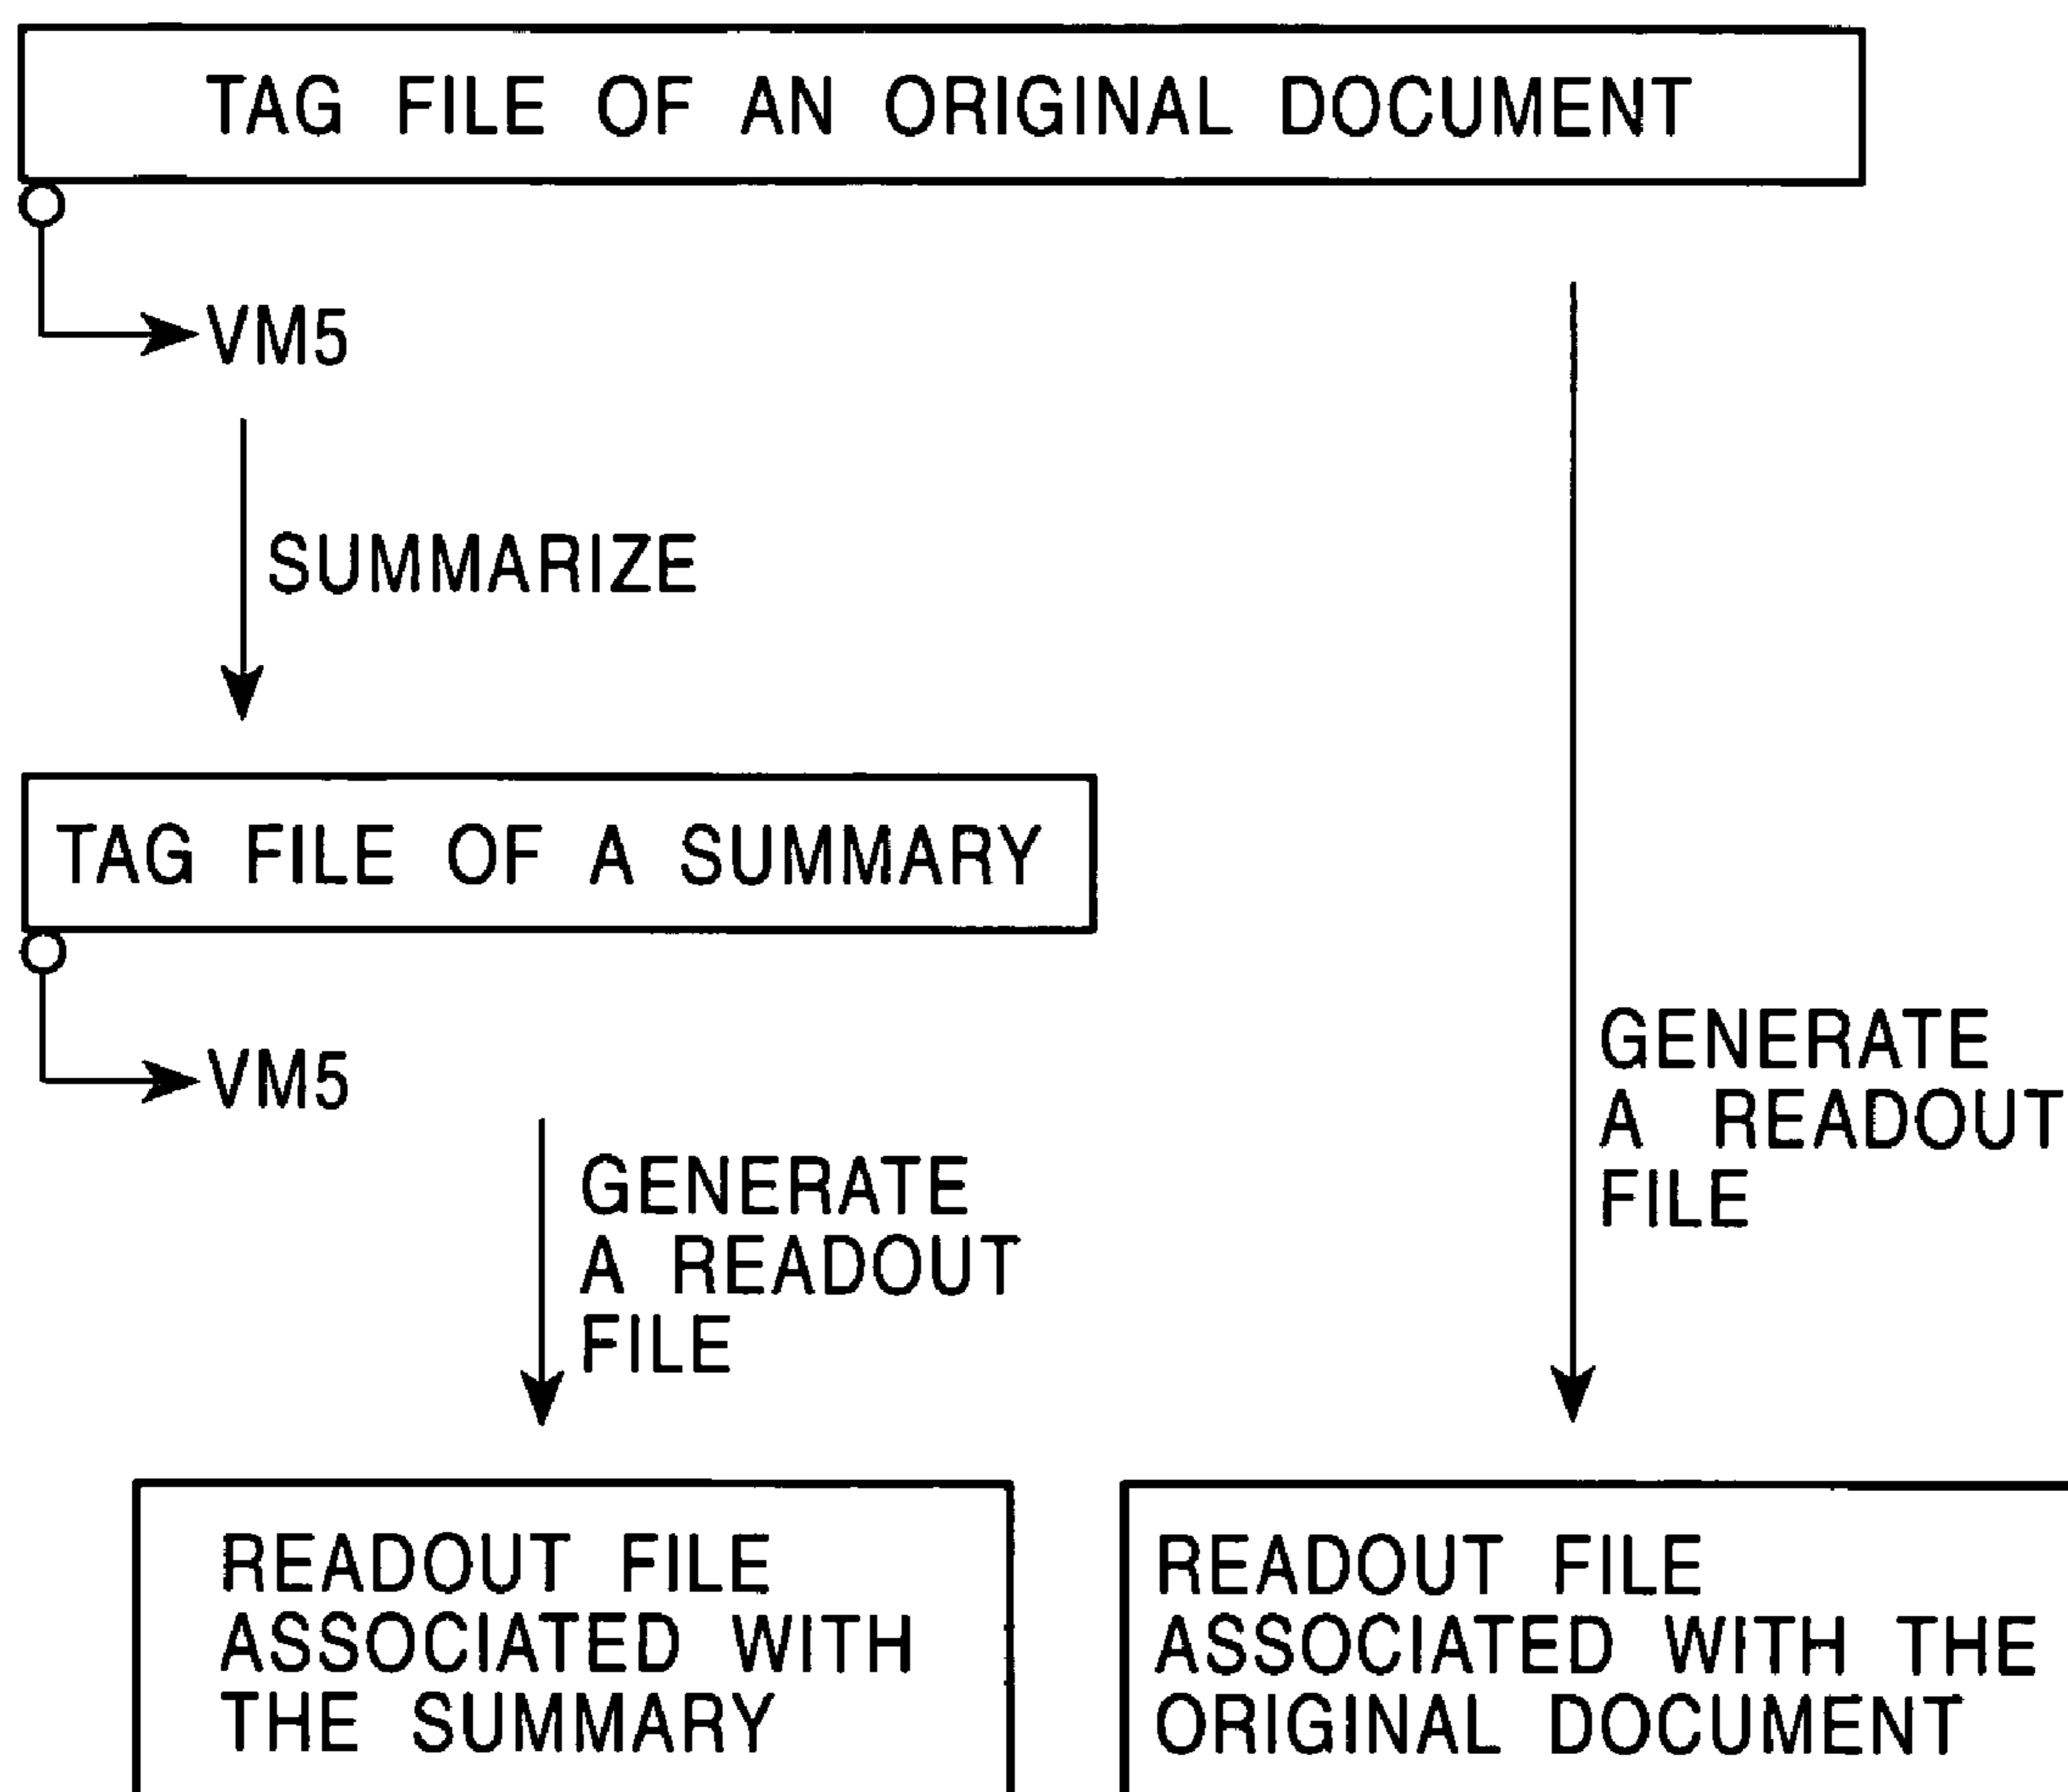 TAG FILE OF AN ORIGINAL DOCUMENT
VM5
SUMMARIZE
TAG FILE OF A SUMMARY
VM5
GENERATE
A READOUT
FILE
GENERATE
A READOUT
FILE
READOUT FILE
ASSOCIATED WITH
THE SUMMARY
READOUT FILE
ASSOCIATED WITH THE
ORIGINAL DOCUMENT